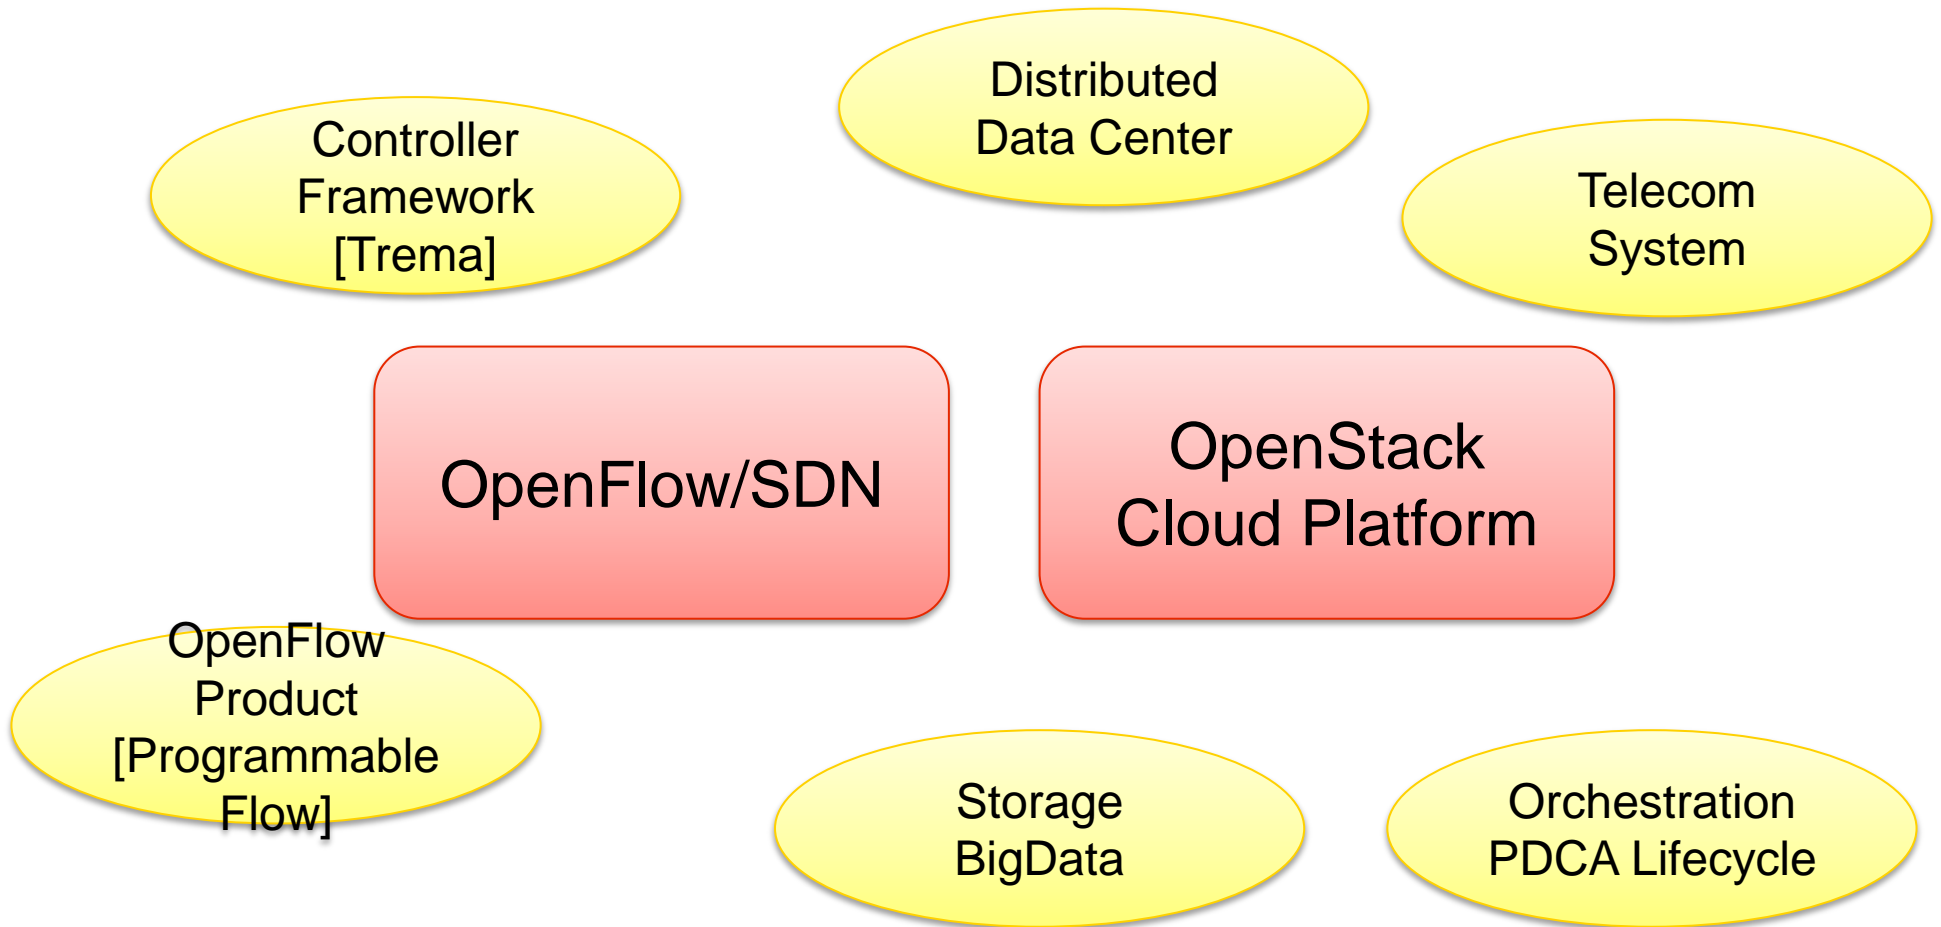 Distributed
Data Center
Controller
Framework
[Trema]
Telecom
System
OpenFlow/SDN
OpenStack
Cloud Platform
OpenFlow
Product
[Programmable
Flow]
Storage
BigData
Orchestration
PDCA Lifecycle